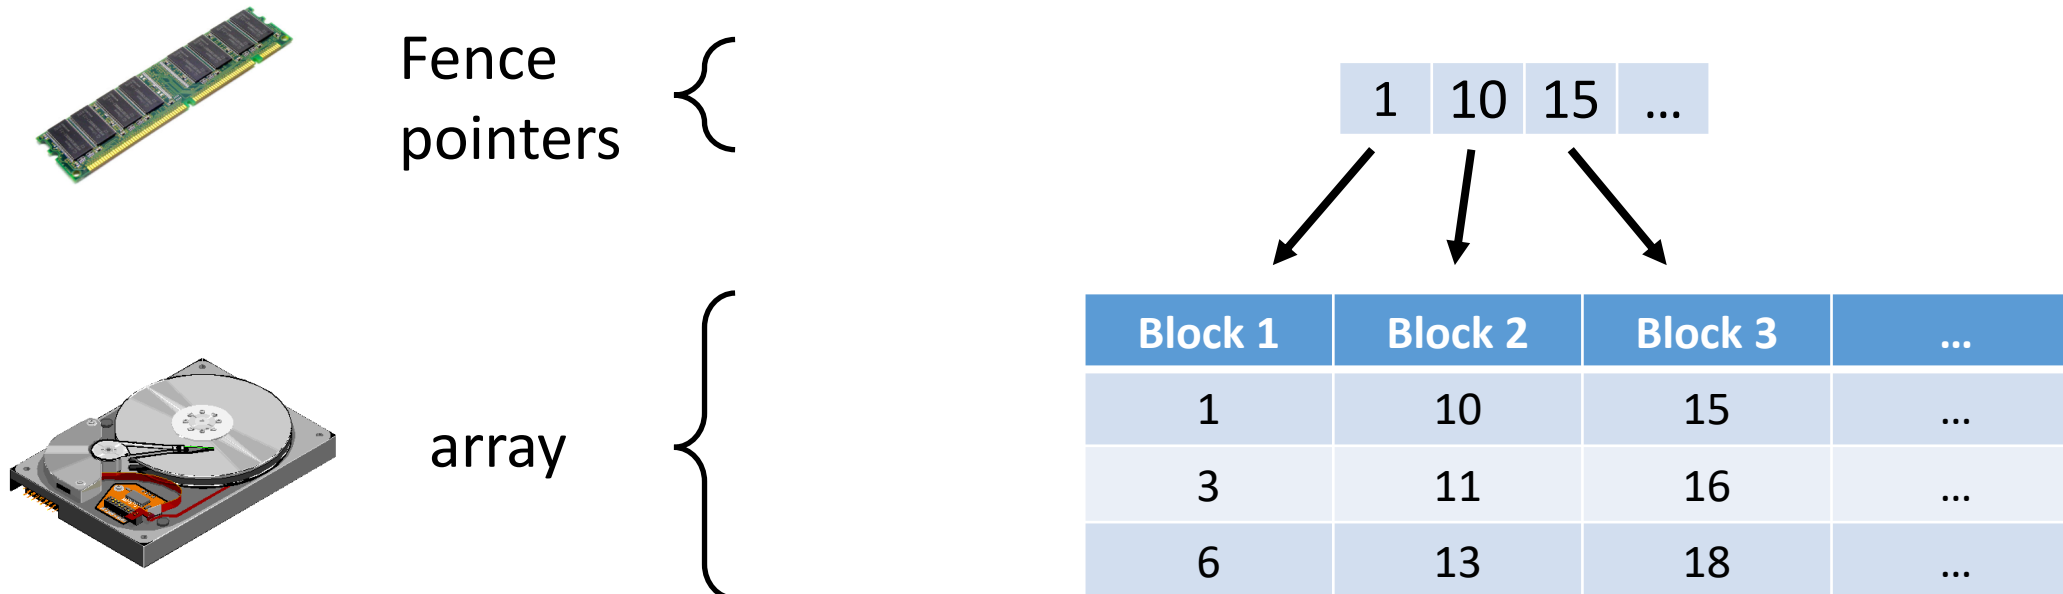 Fence
pointers
1 10 15 ...
Block 1 Block 2 Block 3 ...
array
1 10 15 ...
3 11 16 ...
6 13 18 ...